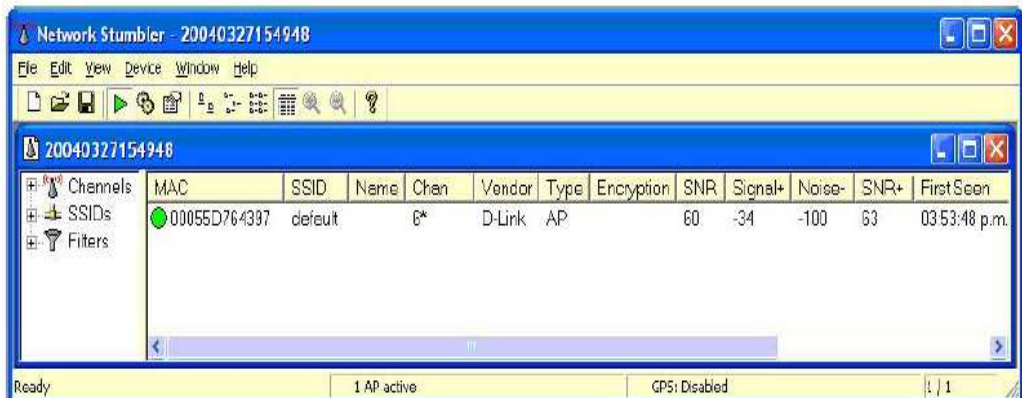 Network Stumbler - 20040327154948
File Edit View Device Window Help
20040327154948
Channels
SSIDs
Filters
MAC SSID Name Chan Vendor Type Encryption SNR Signal+ Noise- SNR+ First Seen
00055D764397 default 6* D-Link AP 60 -34 -100 63 03:53:48 p.m.
Ready 1 AP active GPS: Disabled 1 / 1